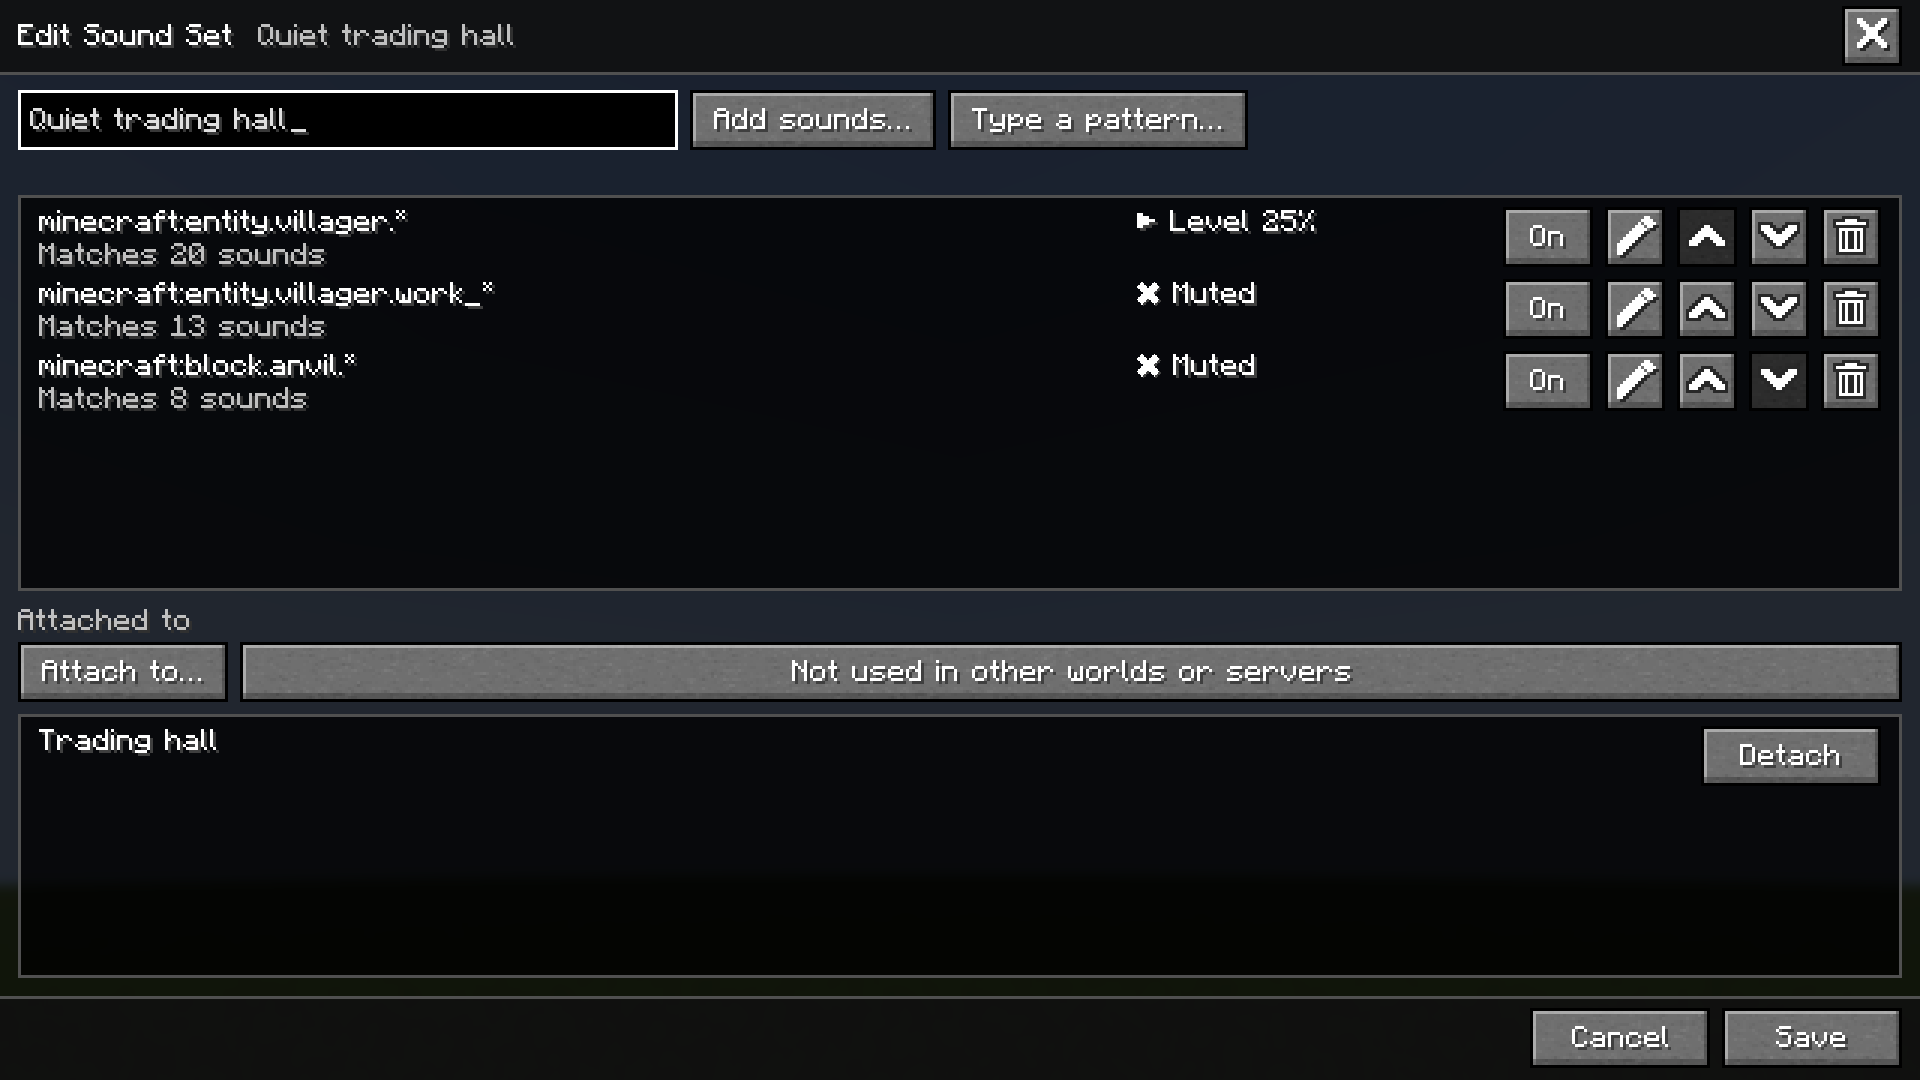 Edit Sound Set Quiet trading hall
Quiet trading hall_
Add sounds...
Type a pattern...
minecraft:entity.villager.*
Level 25%
On
Matches 20 sounds
minecraft:entity.villager.work_*
Muted
On
Matches 13 sounds
minecraft:block.anvil.*
Muted
On
Matches 8 sounds
Attached to
Attach to...
Not used in other worlds or servers
Trading hall
Detach
Cancel
Save